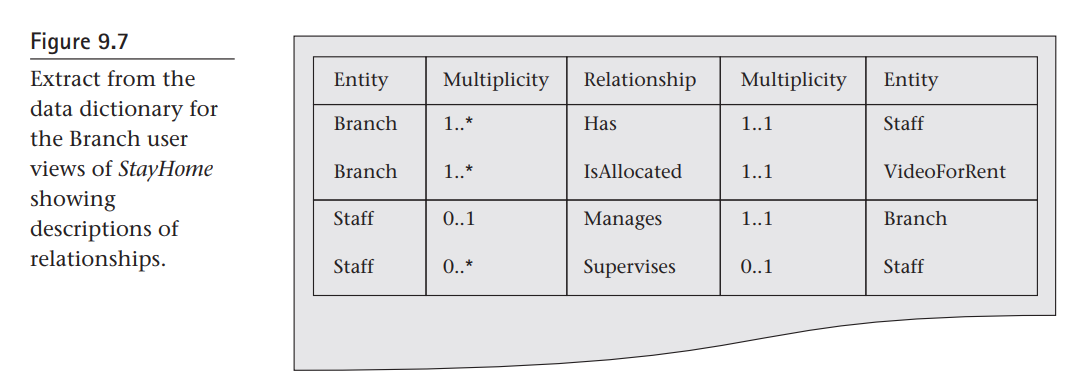 Figure 9.7
Extract from the
data dictionary for
the Branch user
views of StayHome
showing
descriptions of
relationships.
Entity Multiplicity Relationship Multiplicity Entity
Branch 1..* Has 1..1 Staff
Branch 1..* IsAllocated 1..1 VideoForRent
Staff 0..1 Manages 1..1 Branch
Staff 0..* Supervises 0..1 Staff